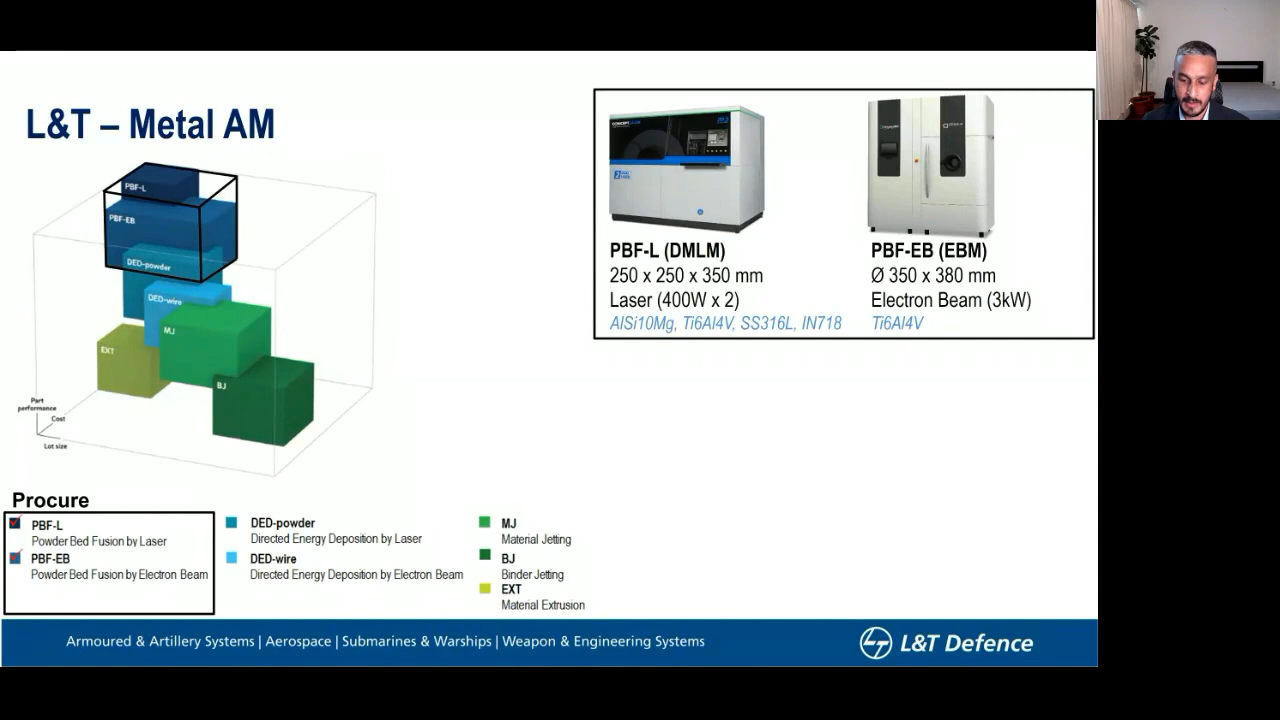 L&T – Metal AM
PBF-L
PBF-EB
DED-powder
DED-wire
MJ
EXT
BJ
Part
performance
Cost
Lot size
PBF-L (DMLM)
250 x 250 x 350 mm
Laser (400W x 2)
AlSi10Mg, Ti6Al4V, SS316L, IN718
PBF-EB (EBM)
Ø 350 x 380 mm
Electron Beam (3kW)
Ti6Al4V
Procure
PBF-L
Powder Bed Fusion by Laser
PBF-EB
Powder Bed Fusion by Electron Beam
DED-powder
Directed Energy Deposition by Laser
DED-wire
Directed Energy Deposition by Electron Beam
MJ
Material Jetting
BJ
Binder Jetting
EXT
Material Extrusion
Armoured & Artillery Systems | Aerospace | Submarines & Warships | Weapon & Engineering Systems
L&T Defence